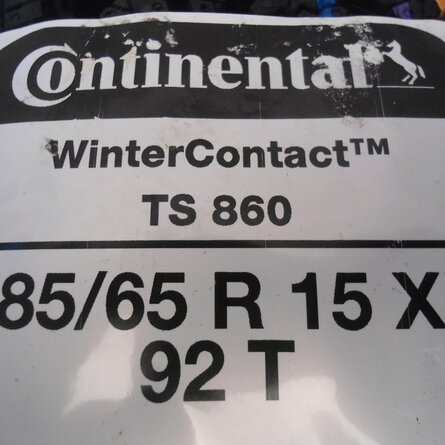 Continental
WinterContact™
TS 860
85/65 R 15 X
92 T